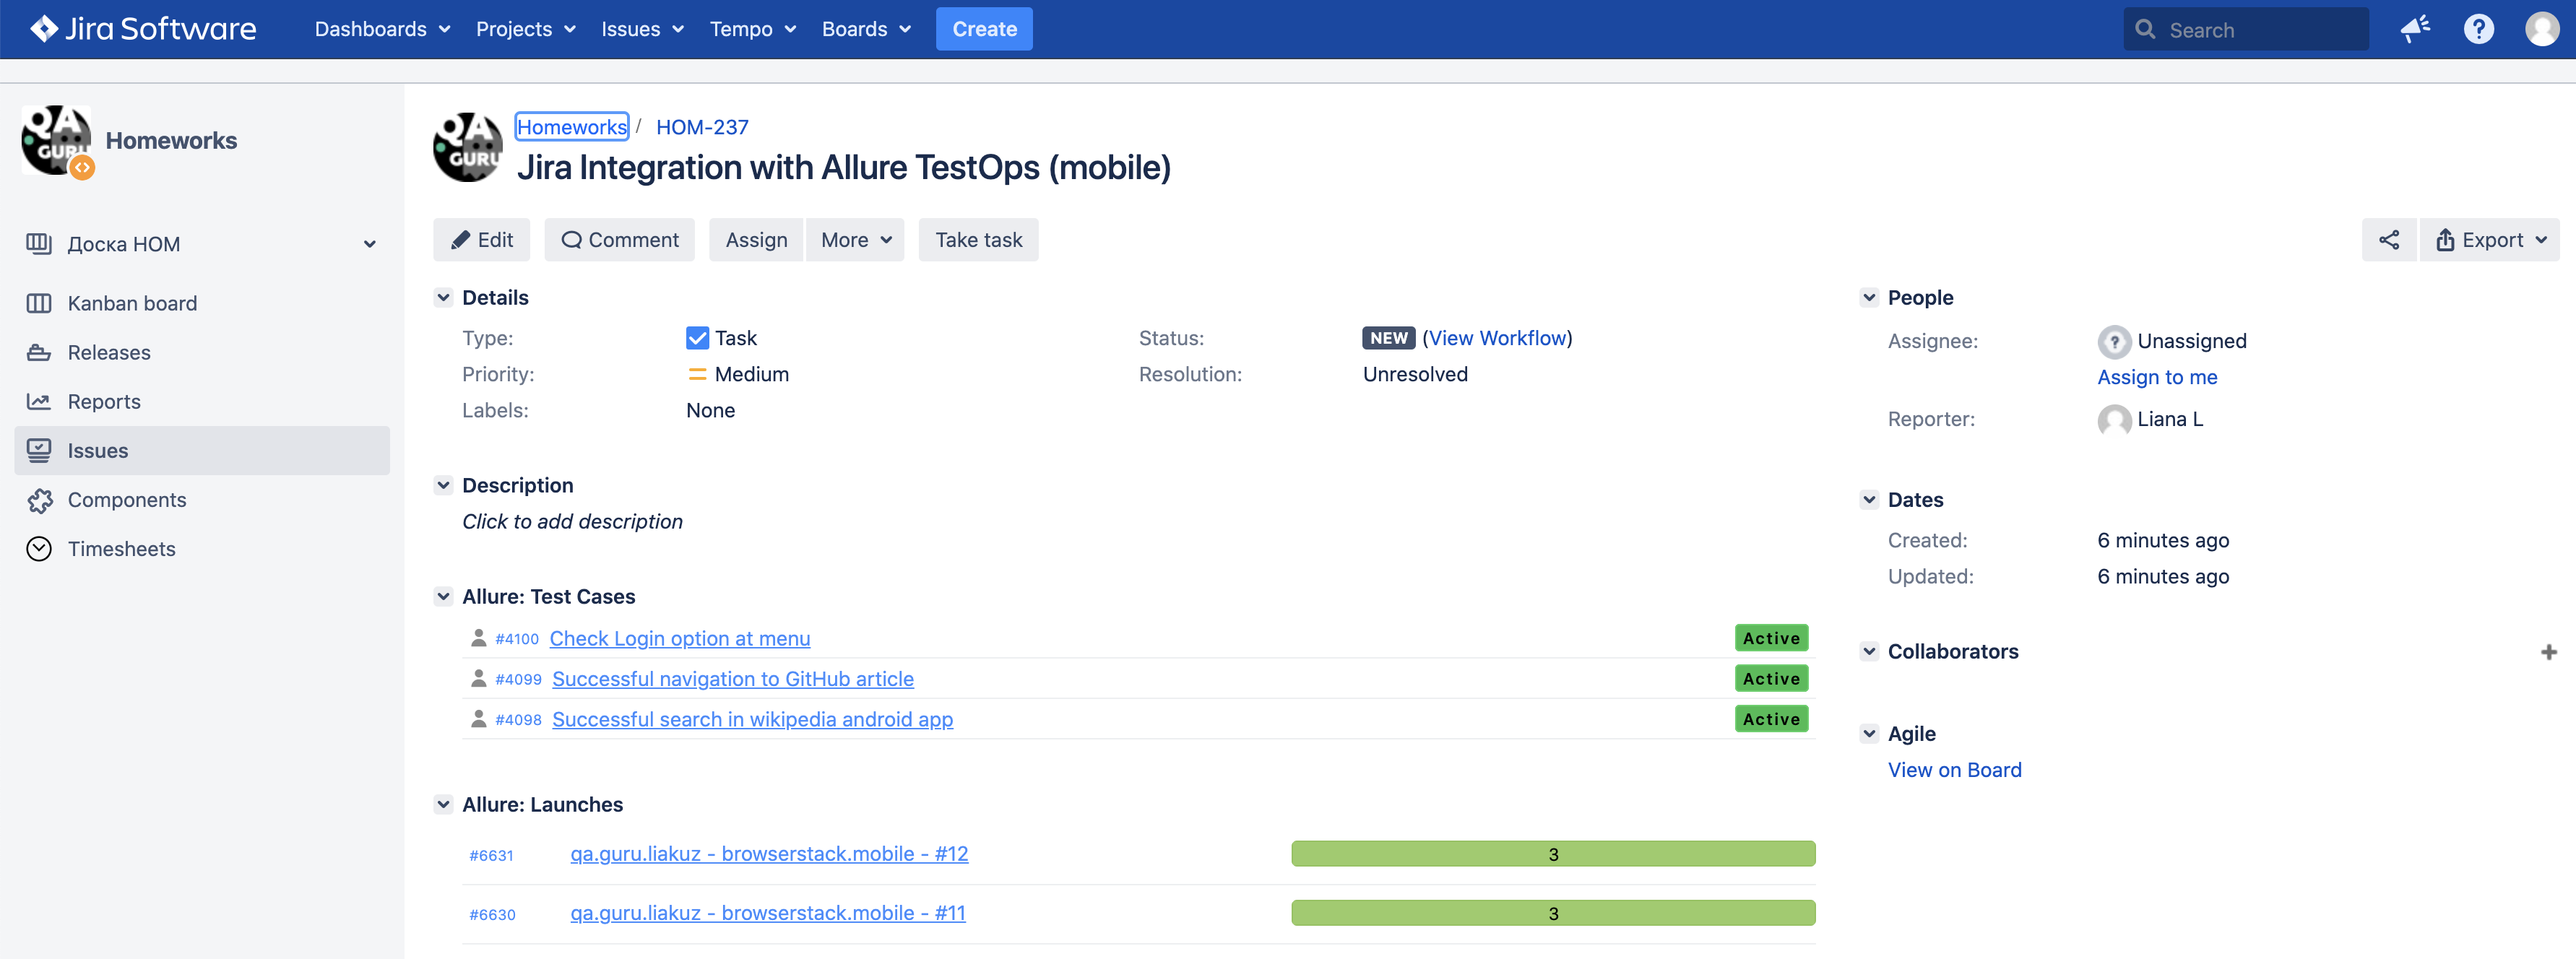 Jira Software Dashboards Projects Issues Tempo Boards Create Search
QA GURU Homeworks
Доска HOM
Kanban board
Releases
Reports
Issues
Components
Timesheets
QA GURU
Homeworks / HOM-237
Jira Integration with Allure TestOps (mobile)
Edit Comment Assign More Take task Export
Details
Type: Task Status: NEW (View Workflow)
Priority: Medium Resolution: Unresolved
Labels: None
Description
Click to add description
Allure: Test Cases
#4100 Check Login option at menu Active
#4099 Successful navigation to GitHub article Active
#4098 Successful search in wikipedia android app Active
Allure: Launches
#6631 qa.guru.liakuz - browserstack.mobile - #12 3
#6630 qa.guru.liakuz - browserstack.mobile - #11 3
People
Assignee: Unassigned
Assign to me
Reporter: Liana L
Dates
Created: 6 minutes ago
Updated: 6 minutes ago
Collaborators
Agile
View on Board